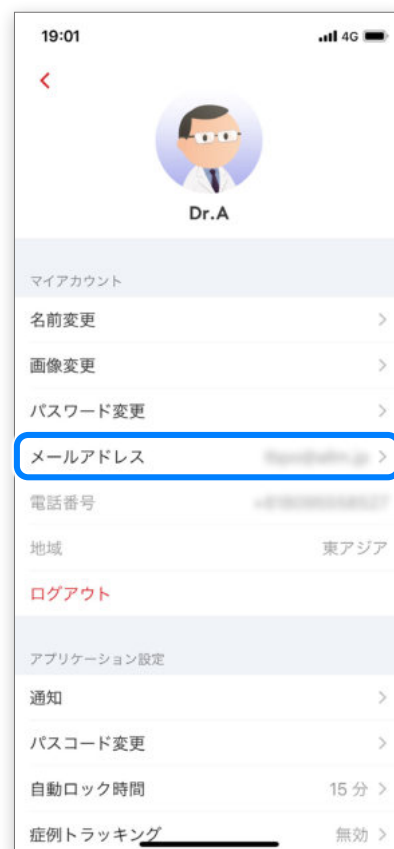 19:01
4G
Dr.A
マイアカウント
名前変更
画像変更
パスワード変更
メールアドレス
電話番号
地域 東アジア
ログアウト
アプリケーション設定
通知
パスコード変更
自動ロック時間 15 分
症例トラッキング 無効